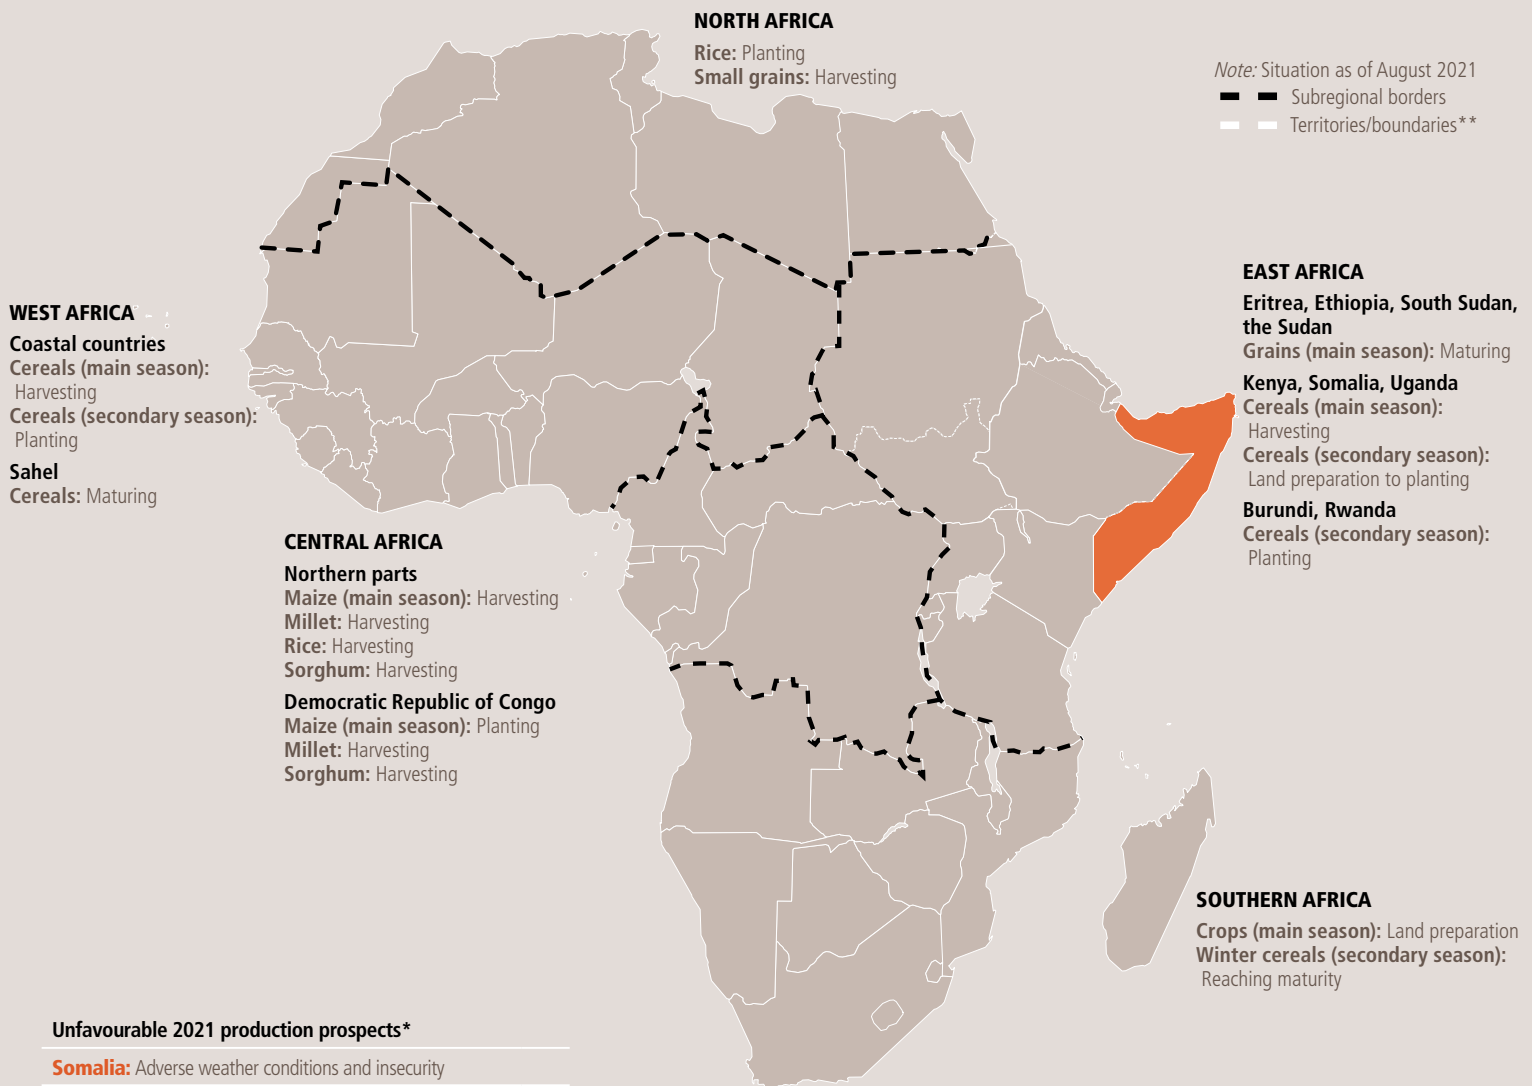 NORTH AFRICA
Rice: Planting
Small grains: Harvesting
Note: Situation as of August 2021
Subregional borders
Territories/boundaries**
WEST AFRICA
Coastal countries
Cereals (main season):
Harvesting
Cereals (secondary season):
Planting
Sahel
Cereals: Maturing
EAST AFRICA
Eritrea, Ethiopia, South Sudan,
the Sudan
Grains (main season): Maturing
Kenya, Somalia, Uganda
Cereals (main season):
Harvesting
Cereals (secondary season):
Land preparation to planting
Burundi, Rwanda
Cereals (secondary season):
Planting
CENTRAL AFRICA
Northern parts
Maize (main season): Harvesting
Millet: Harvesting
Rice: Harvesting
Sorghum: Harvesting
Democratic Republic of Congo
Maize (main season): Planting
Millet: Harvesting
Sorghum: Harvesting
SOUTHERN AFRICA
Crops (main season): Land preparation
Winter cereals (secondary season):
Reaching maturity
Unfavourable 2021 production prospects*
Somalia: Adverse weather conditions and insecurity